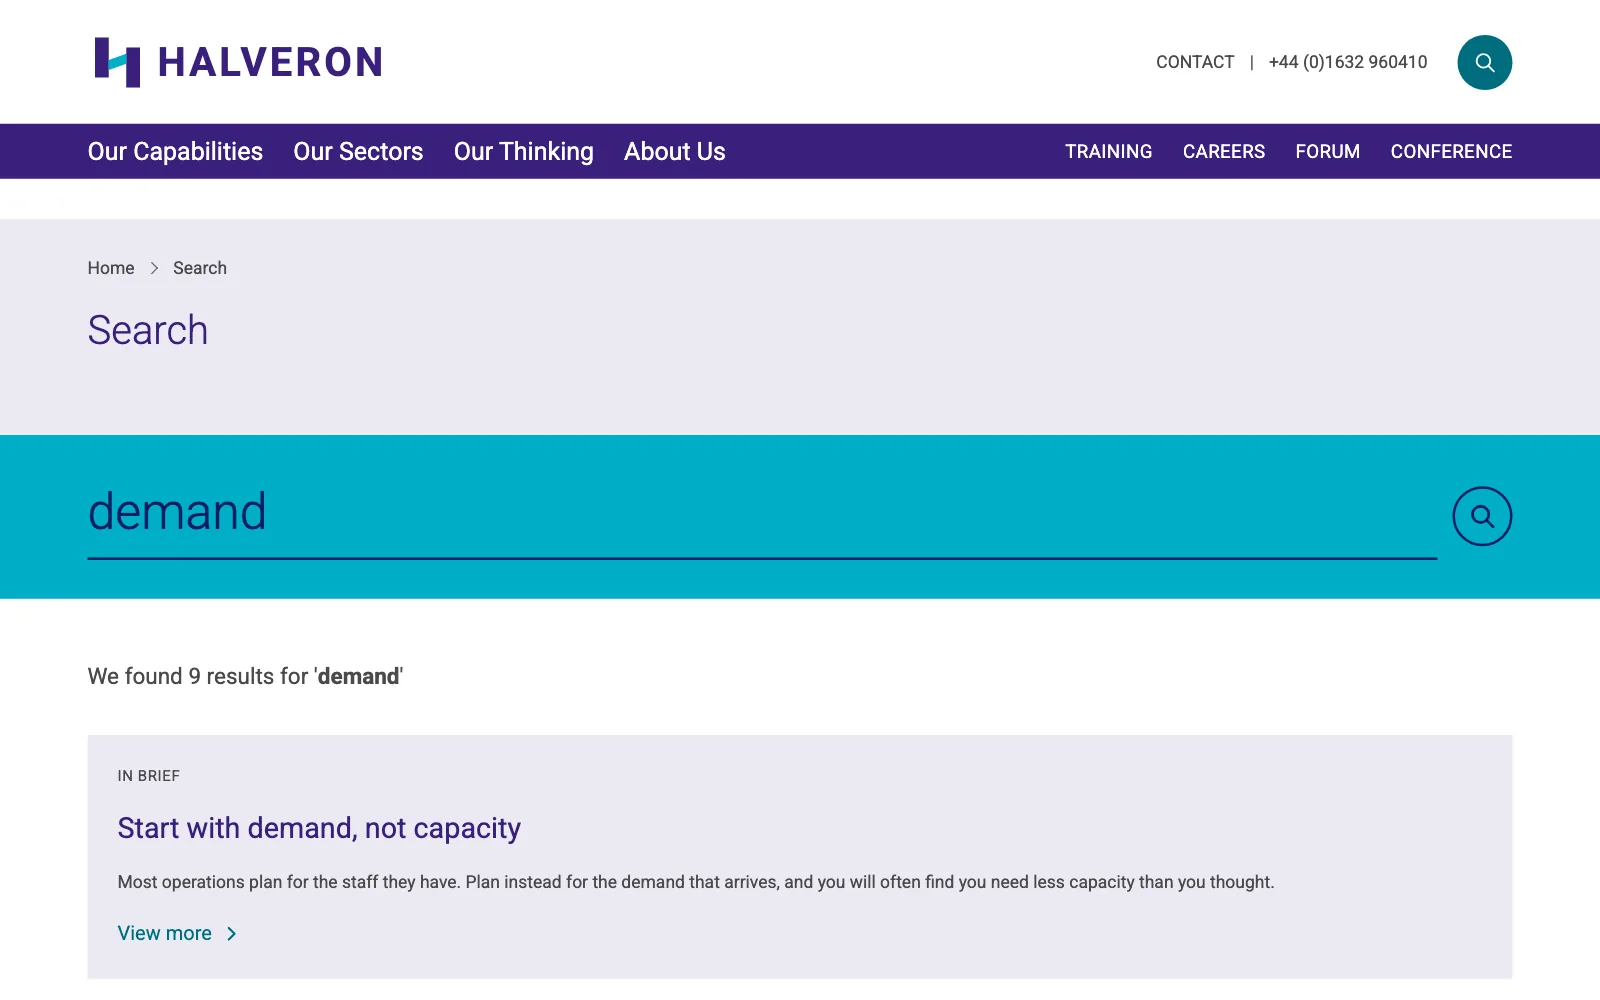 HALVERON
CONTACT | +44 (0)1632 960410
Our Capabilities Our Sectors Our Thinking About Us TRAINING CAREERS FORUM CONFERENCE
Home > Search
Search
demand
We found 9 results for 'demand'
IN BRIEF
Start with demand, not capacity
Most operations plan for the staff they have. Plan instead for the demand that arrives, and you will often find you need less capacity than you thought.
View more